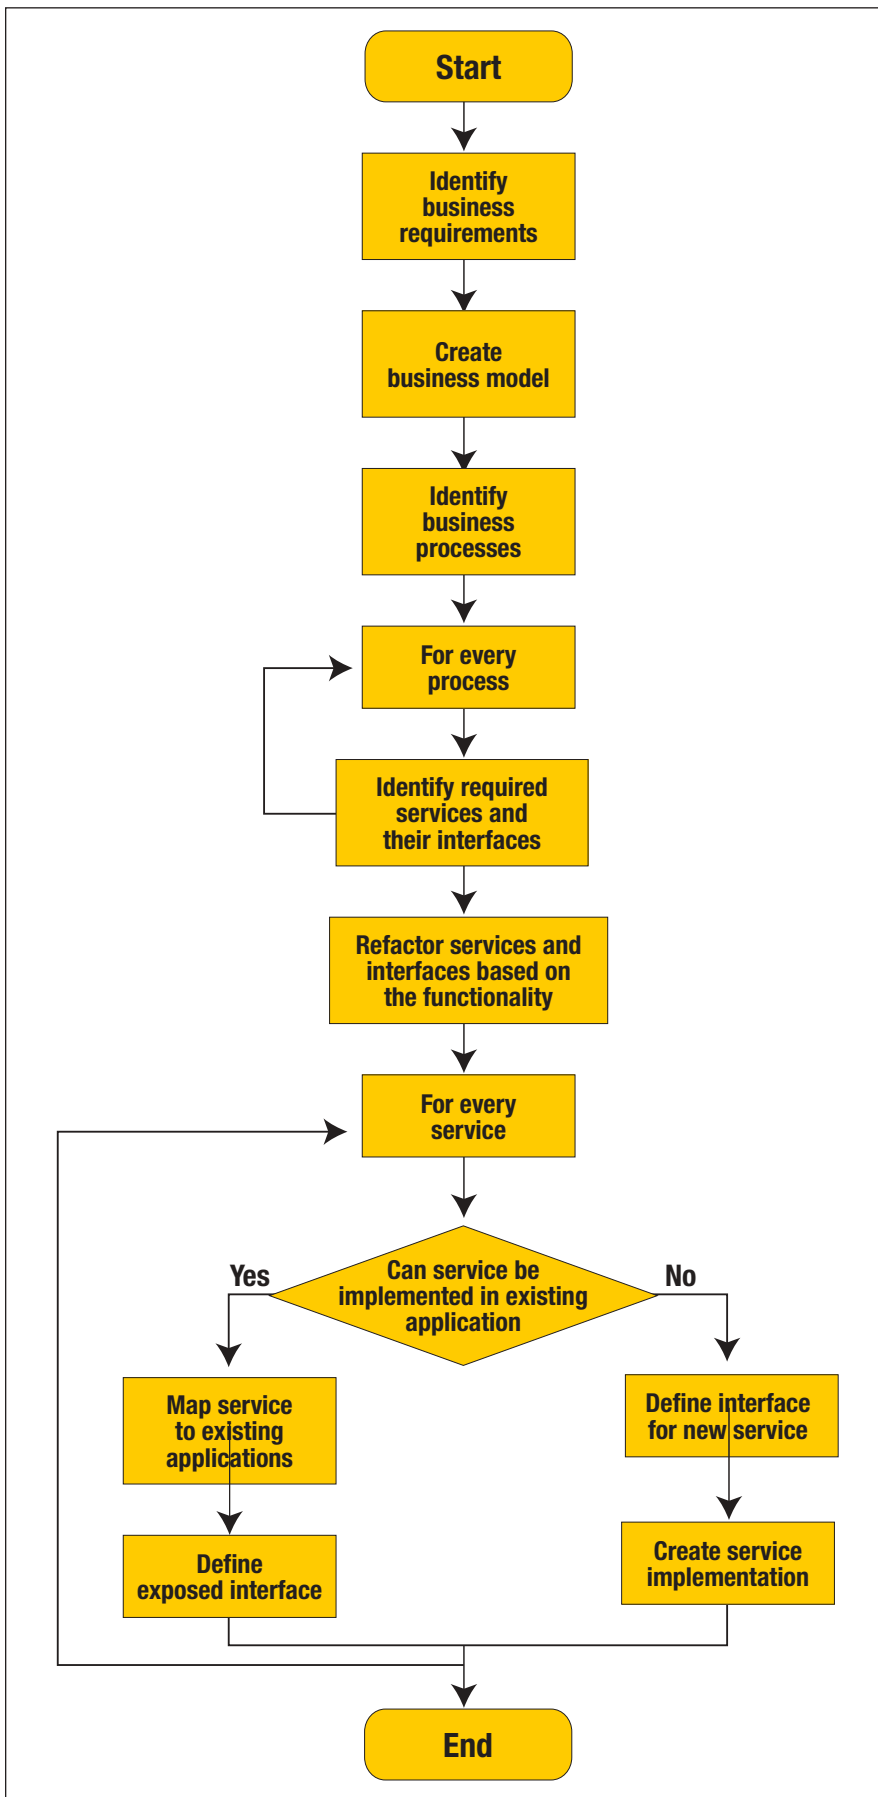 Start
Identify
business
requirements
Create
business model
Identify
business
processes
For every
process
Identify required
services and
their interfaces
Refactor services and
interfaces based on
the functionality
For every
service
Can service be
implemented in existing
application
Yes
No
Map service
to existing
applications
Define interface
for new service
Define
exposed interface
Create service
implementation
End